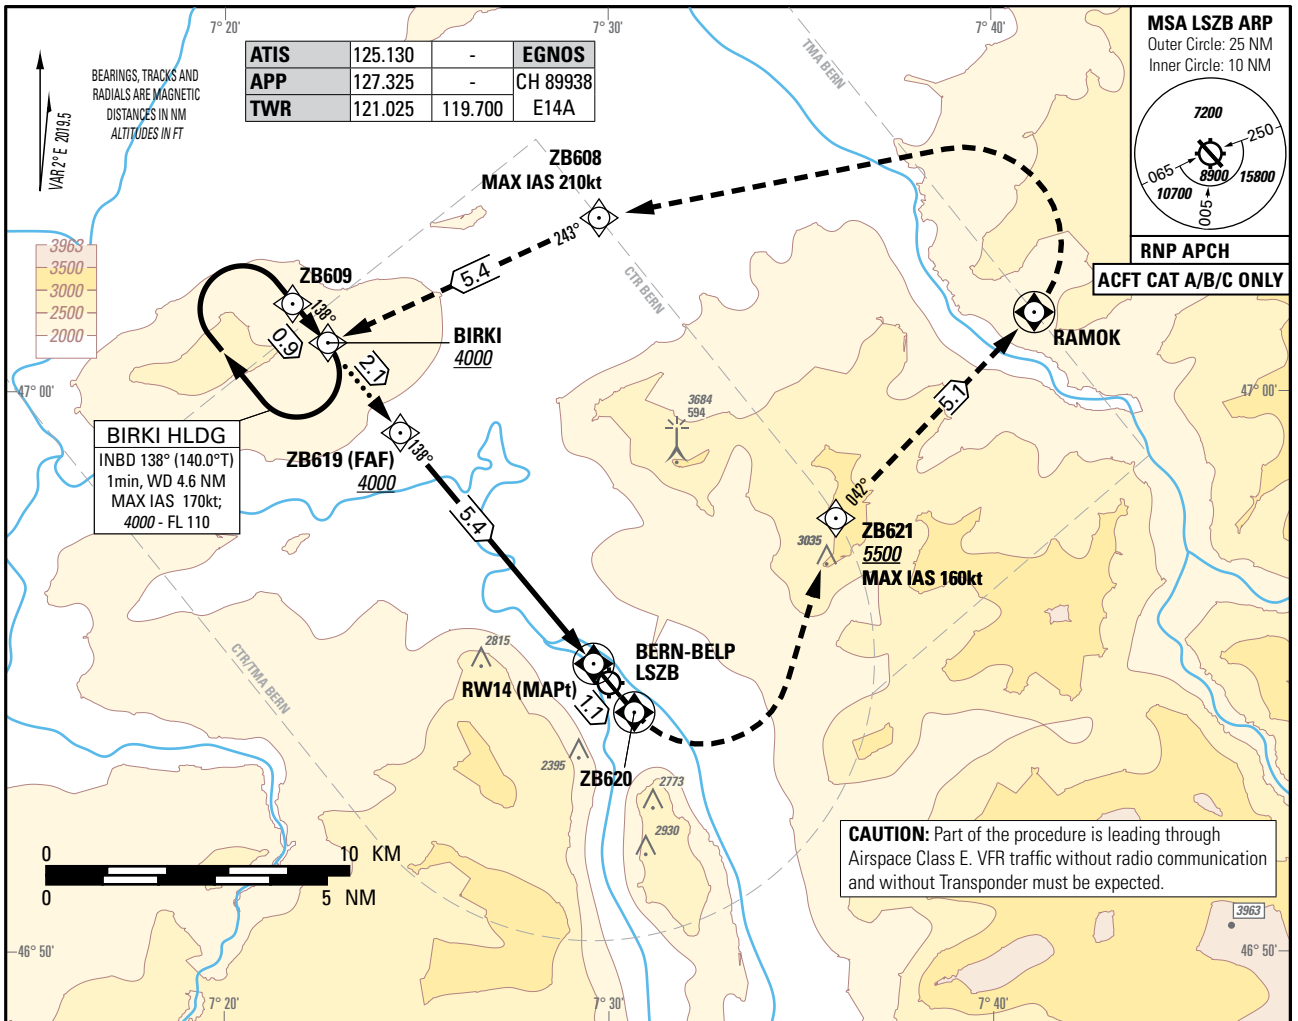 7° 20'
7° 30'
7° 40'
ATIS 125.130 - EGNOS
APP 127.325 - CH 89938
TWR 121.025 119.700 E14A
BEARINGS, TRACKS AND
RADIALS ARE MAGNETIC
DISTANCES IN NM
ALTITUDES IN FT
VAR 2° E 2019.5
MSA LSZB ARP
Outer Circle: 25 NM
Inner Circle: 10 NM
7200
250
065
8900
15800
10700
005
RNP APCH
ACFT CAT A/B/C ONLY
TMA BERN
ZB608
MAX IAS 210kt
243°
5.4
CTR BERN
3963
3500
3000
2500
2000
ZB609
138°
0.9
BIRKI
4000
2.1
RAMOK
5.1
47° 00'
47° 00'
3684
594
BIRKI HLDG
INBD 138° (140.0°T)
1min, WD 4.6 NM
MAX IAS 170kt;
4000 - FL 110
ZB619 (FAF)
4000
138°
5.4
042°
ZB621
5500
MAX IAS 160kt
3035
CTR/TMA BERN
2815
BERN-BELP
LSZB
RW14 (MAPt)
1.1
2395
ZB620
2773
2930
CAUTION: Part of the procedure is leading through
Airspace Class E. VFR traffic without radio communication
and without Transponder must be expected.
0 10 KM
0 5 NM
3963
46° 50'
46° 50'
7° 20'
7° 30'
7° 40'